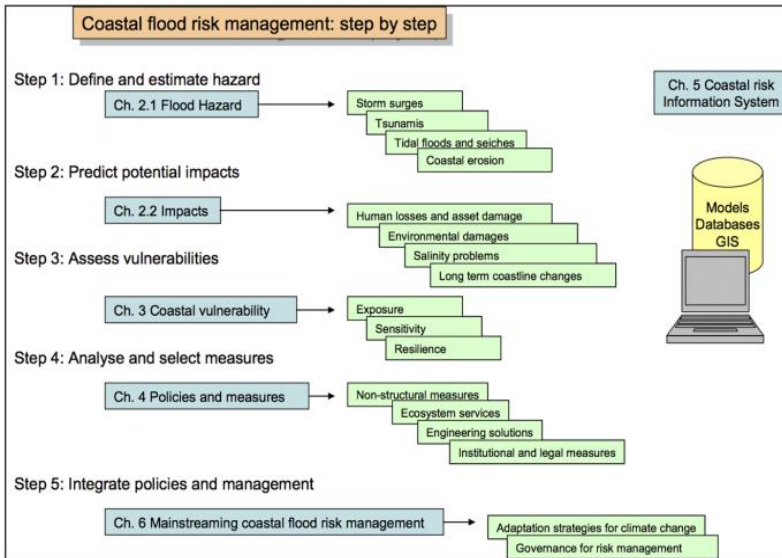 Coastal flood risk management: step by step
Step 1: Define and estimate hazard
Ch. 2.1 Flood Hazard
Storm surges
Tsunamis
Tidal floods and seiches
Coastal erosion
Ch. 5 Coastal risk
Information System
Models
Databases
GIS
Step 2: Predict potential impacts
Ch. 2.2 Impacts
Human losses and asset damage
Environmental damages
Salinity problems
Long term coastline changes
Step 3: Assess vulnerabilities
Ch. 3 Coastal vulnerability
Exposure
Sensitivity
Resilience
Step 4: Analyse and select measures
Ch. 4 Policies and measures
Non-structural measures
Ecosystem services
Engineering solutions
Institutional and legal measures
Step 5: Integrate policies and management
Ch. 6 Mainstreaming coastal flood risk management
Adaptation strategies for climate change
Governance for risk management